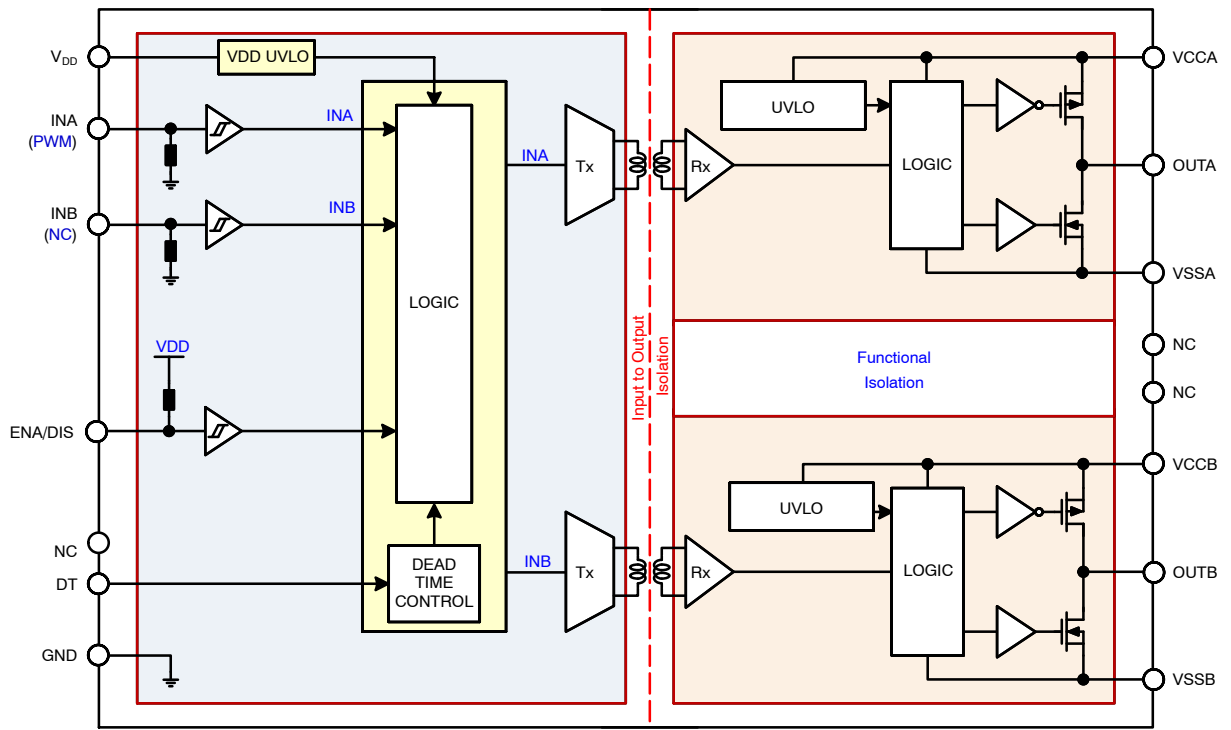 V_DD
VDD UVLO
INA
(PWM)
INA
INB
(NC)
INB
LOGIC
INA
Tx
VDD
ENA/DIS
NC
DT
DEAD
TIME
CONTROL
INB
Tx
GND
Input to Output
Isolation
UVLO
LOGIC
Rx
VCCA
OUTA
VSSA
Functional
Isolation
NC
NC
UVLO
LOGIC
Rx
VCCB
OUTB
VSSB